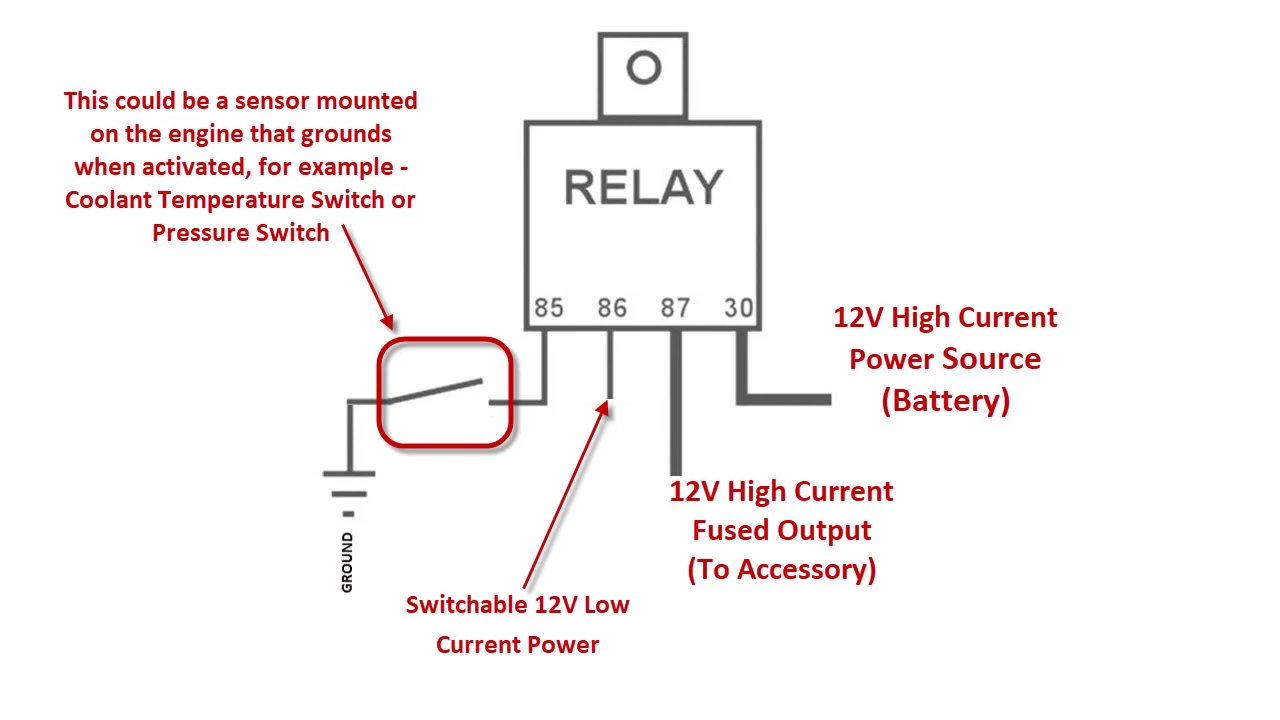 This could be a sensor mounted
on the engine that grounds
when activated, for example -
Coolant Temperature Switch or
Pressure Switch
RELAY
85 86 87 30
12V High Current
Power Source
(Battery)
12V High Current
Fused Output
(To Accessory)
GROUND
Switchable 12V Low
Current Power